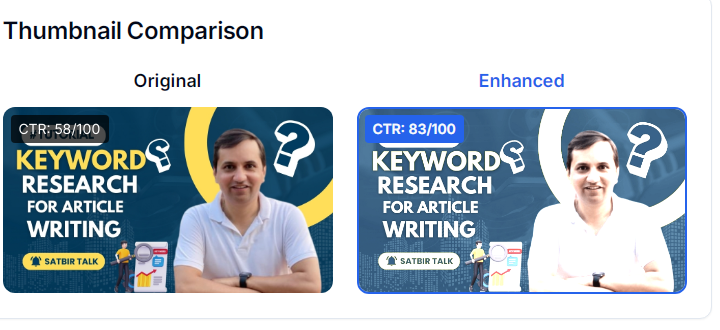 Thumbnail Comparison
Original
Enhanced
CTR: 58/100
#TUTORIAL
KEYWORD
RESEARCH
FOR ARTICLE
WRITING
SATBIR TALK
CTR: 83/100
KEYWORD
RESEARCH
FOR ARTICLE
WRITING
SATBIR TALK